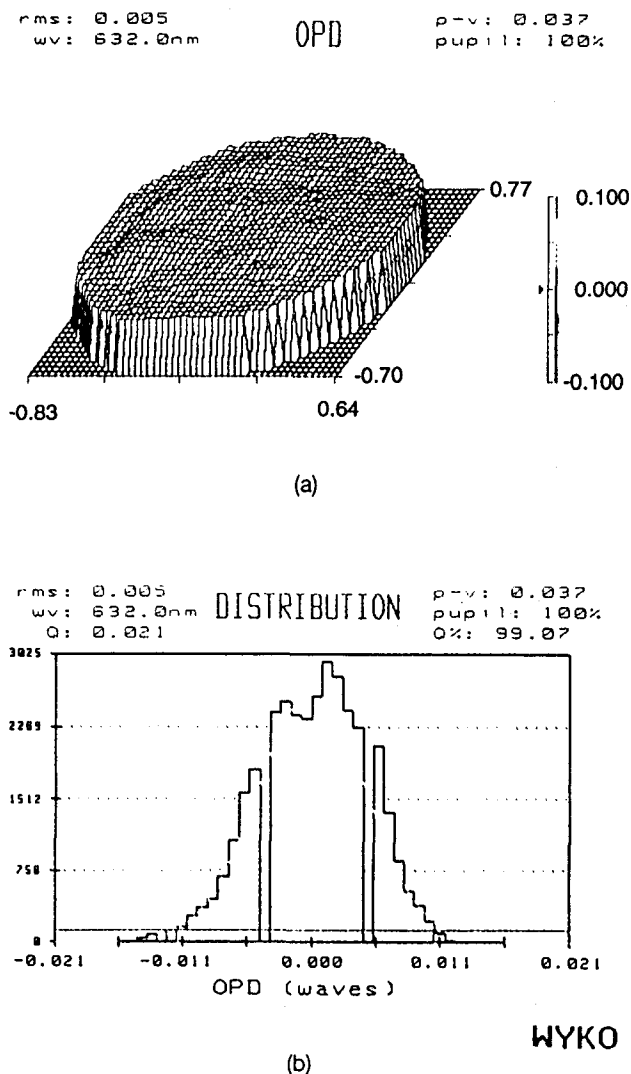 rms: 0.005 OPD p-v: 0.037
wv: 632.0nm pupil: 100%
0.77
0.100
0.000
-0.70
-0.100
-0.83 0.64
(a)
rms: 0.005 DISTRIBUTION p-v: 0.037
wv: 632.0nm pupil: 100%
Q: 0.021 Q%: 99.07
3025
2269
1512
750
0
-0.021 -0.011 0.000 0.011 0.021
OPD (waves)
WYKO
(b)